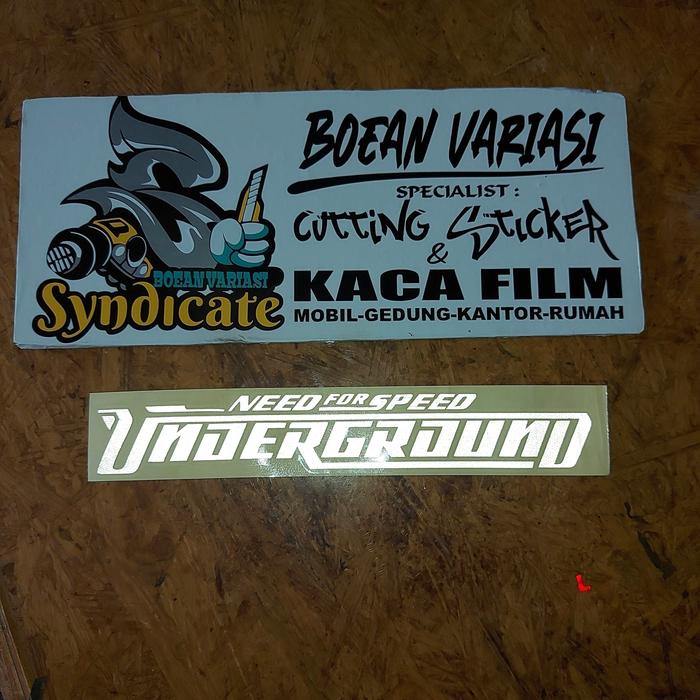 BOEAN VARIASI
SPECIALIST :
CUTTING STICKER
&
KACA FILM
MOBIL-GEDUNG-KANTOR-RUMAH
BOEAN VARIASI
Syndicate
NEED FOR SPEED
UNDERGROUND
L